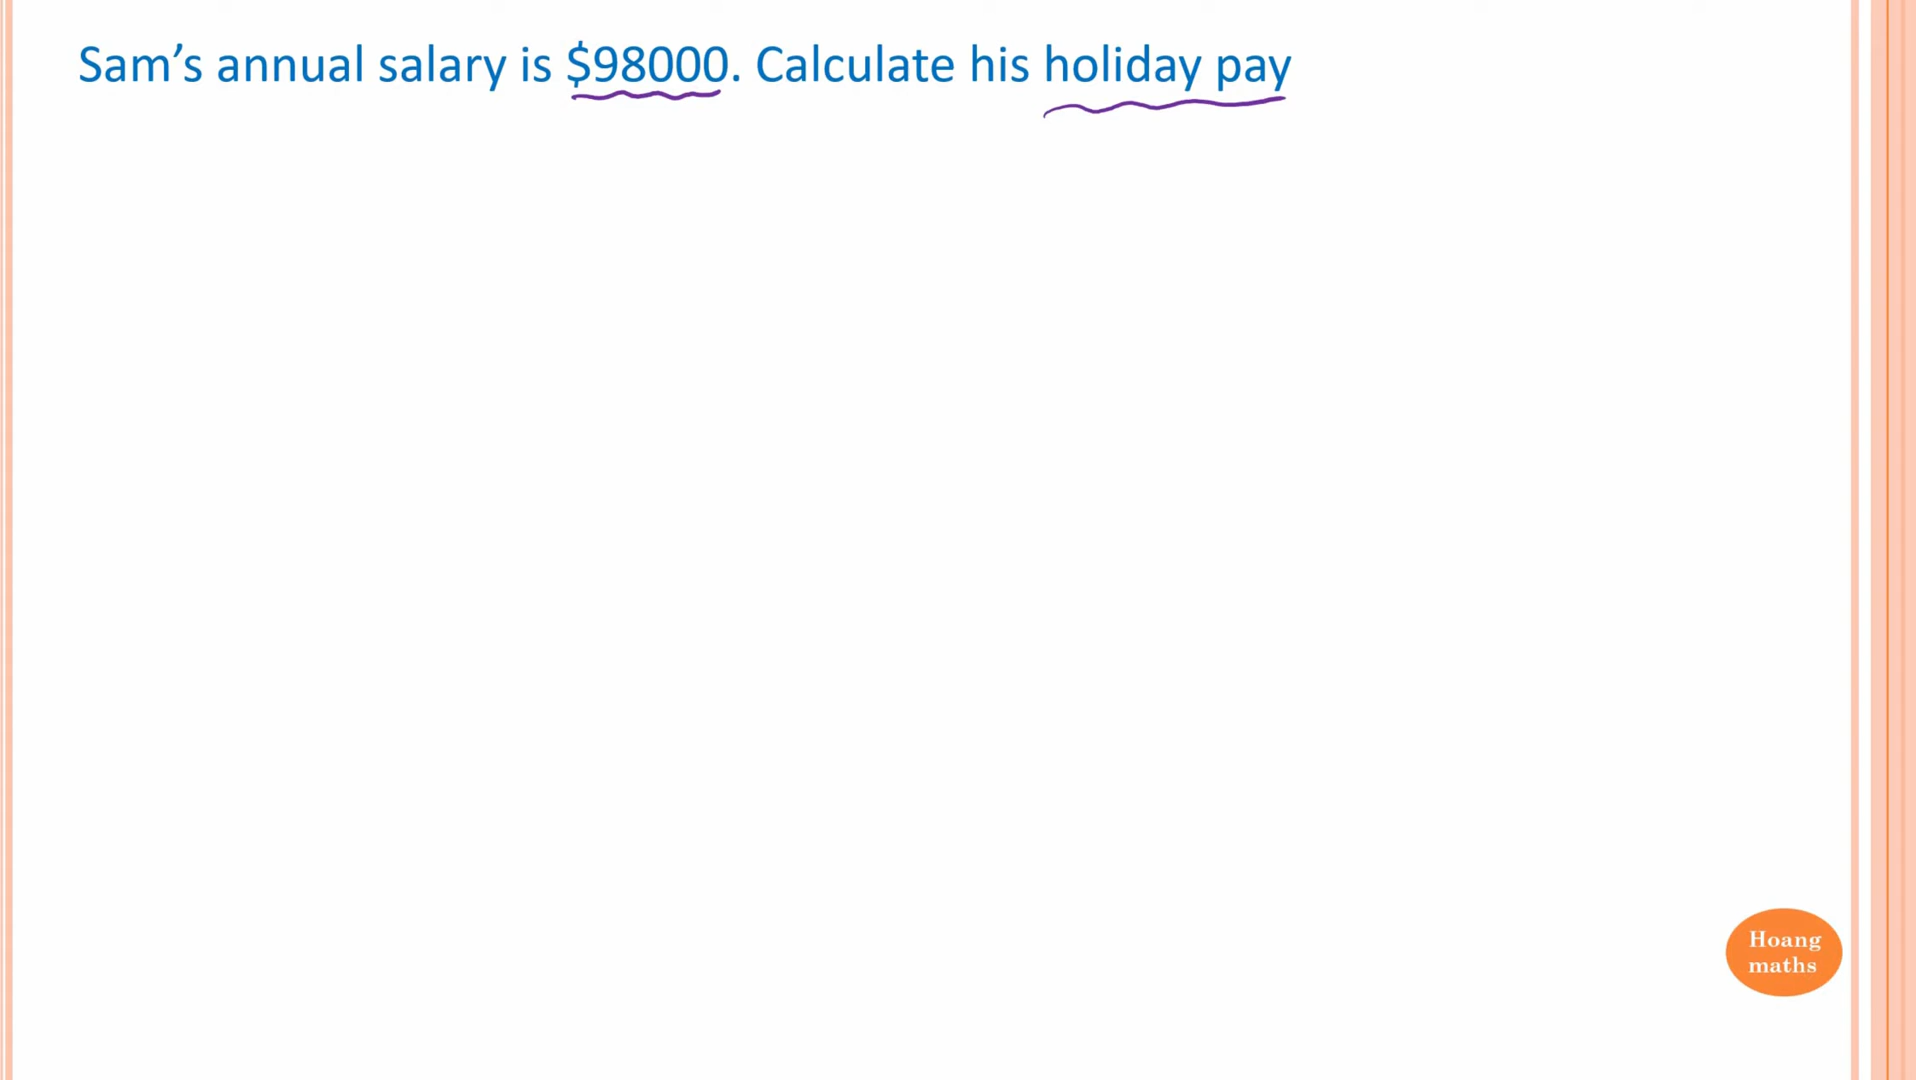 Sam’s annual salary is $98000. Calculate his holiday pay
Hoang
maths